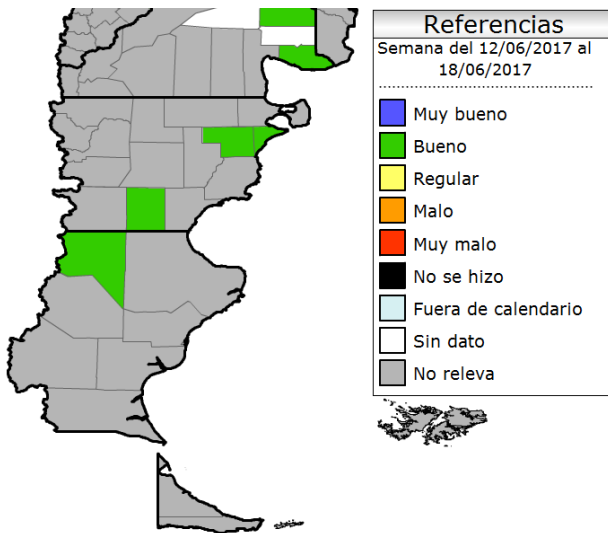 Referencias
Semana del 12/06/2017 al
18/06/2017
Muy bueno
Bueno
Regular
Malo
Muy malo
No se hizo
Fuera de calendario
Sin dato
No releva